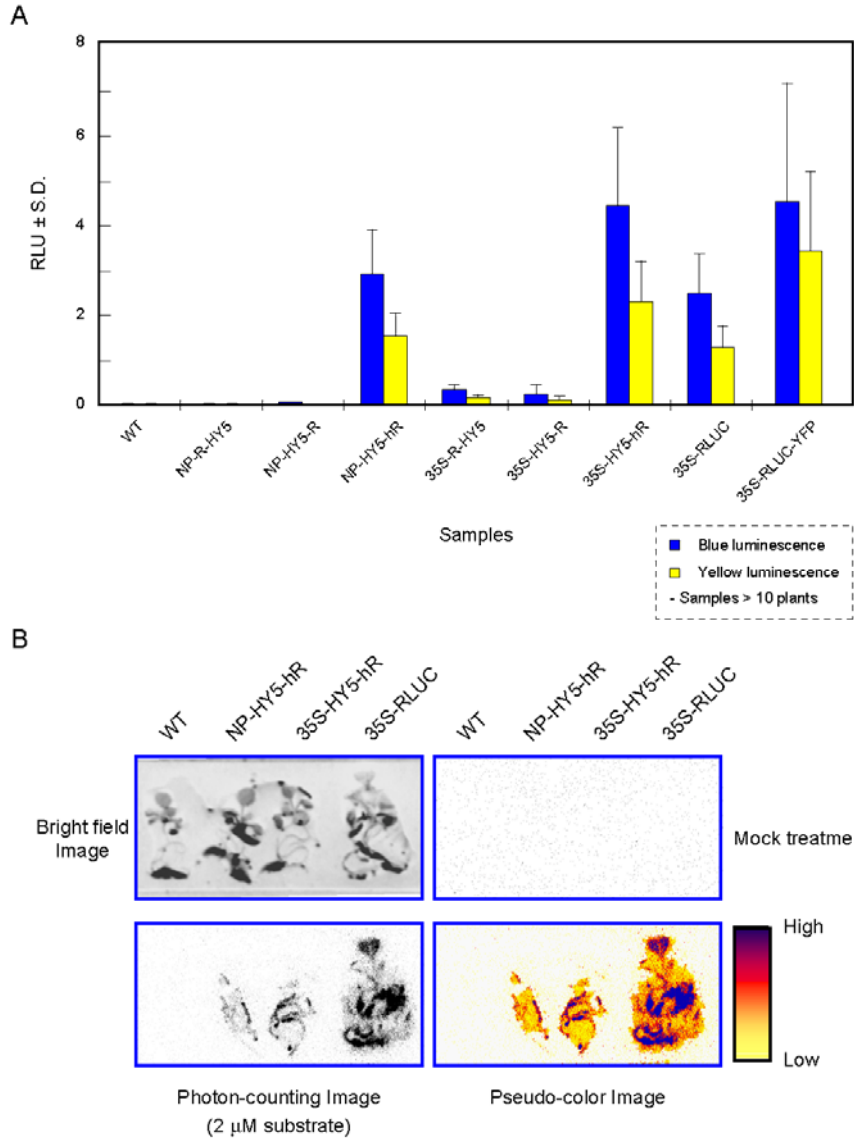 A
8
6
4
2
0
RLU ± S.D.
WT
NP-R-HY5
NP-HY5-R
NP-HY5-hR
35S-R-HY5
35S-HY5-R
35S-HY5-hR
35S-RLUC
35S-RLUC-YFP
Samples
Blue luminescence
Yellow luminescence
- Samples > 10 plants
B
WT
NP-HY5-hR
35S-HY5-hR
35S-RLUC
WT
NP-HY5-hR
35S-HY5-hR
35S-RLUC
Bright field
Image
Mock treatme
High
Low
Photon-counting Image
(2 µM substrate)
Pseudo-color Image